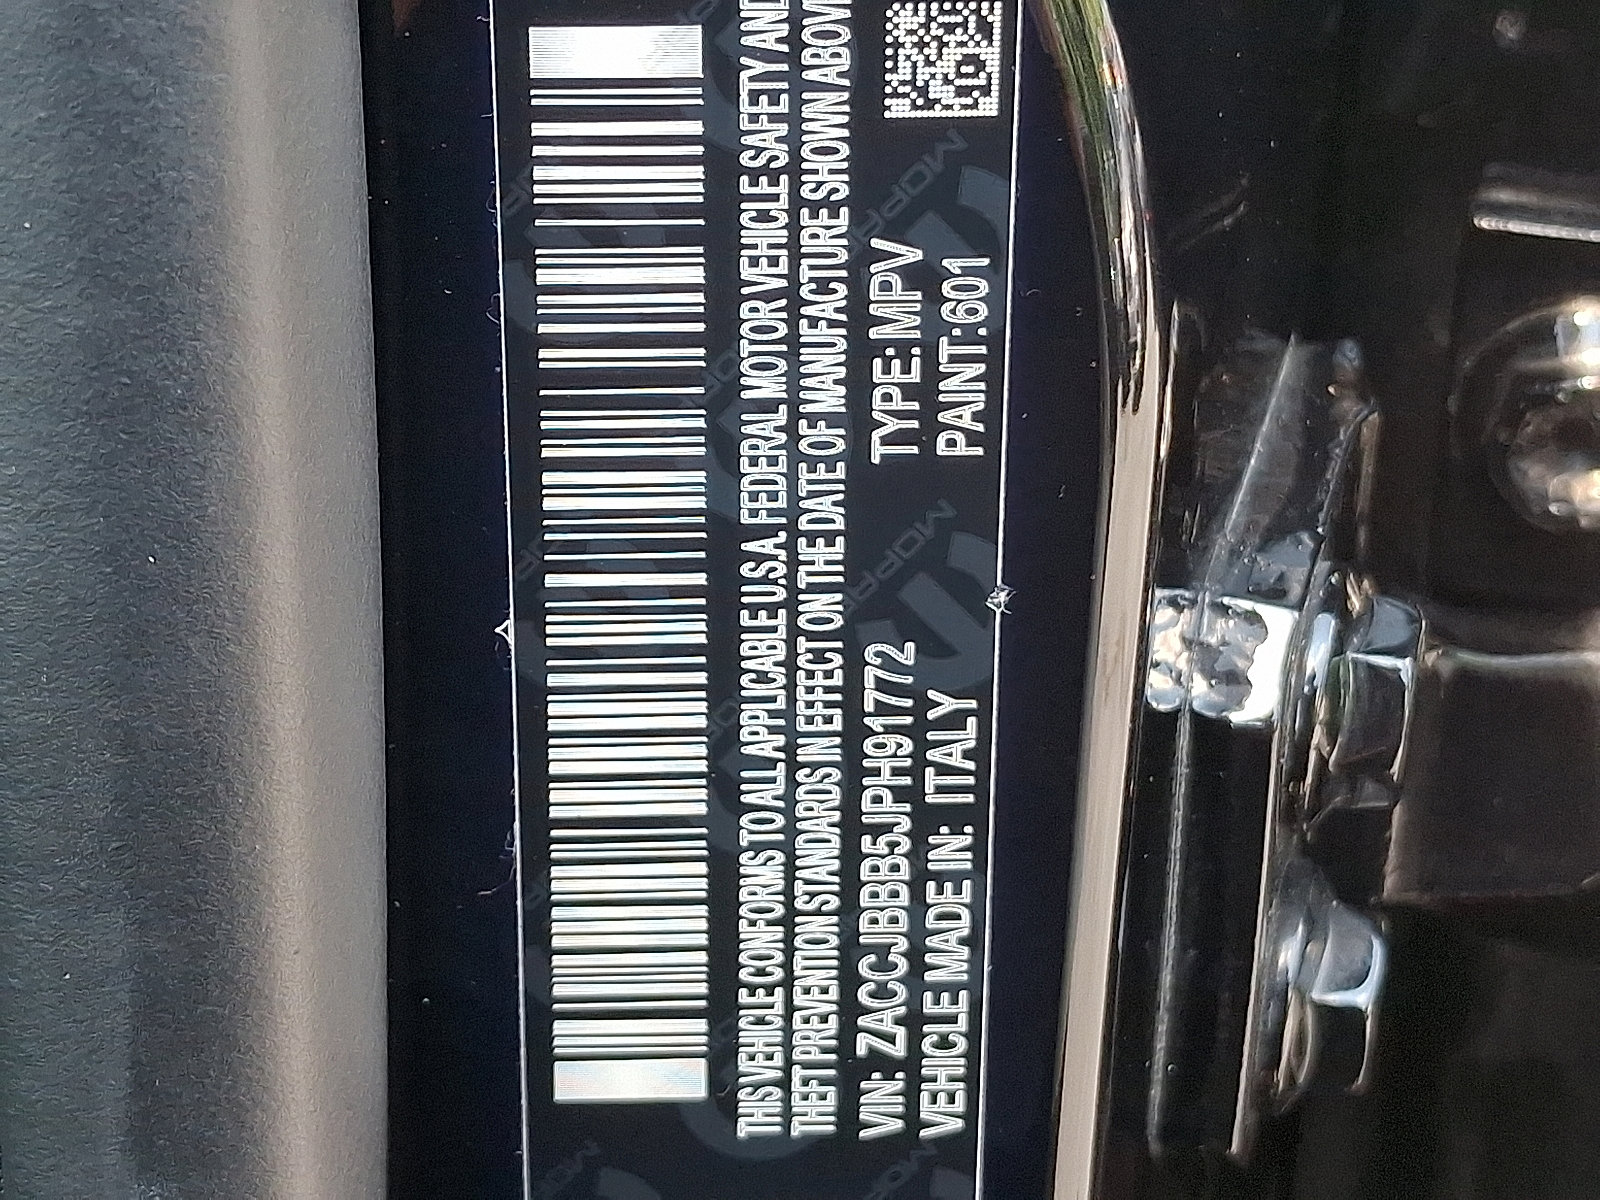 THIS VEHICLE CONFORMS TO ALL APPLICABLE U.S.A. FEDERAL MOTOR VEHICLE SAFETY AND
THEFT PREVENTION STANDARDS IN EFFECT ON THE DATE OF MANUFACTURE SHOWN ABOVE
VIN: ZACCJBBB5JPH91772 TYPE: MPV
VEHICLE MADE IN: ITALY PAINT: 601
MOPAR